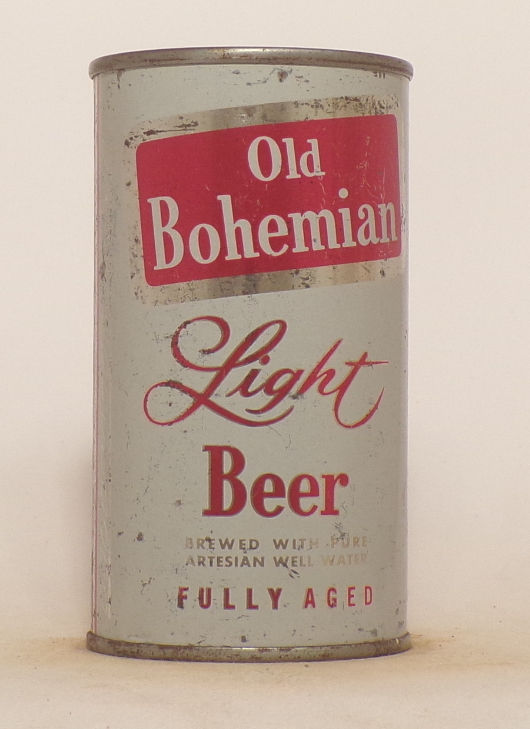 Old
Bohemian
Light
Beer
BREWED WITH PURE
ARTESIAN WELL WATER
FULLY AGED